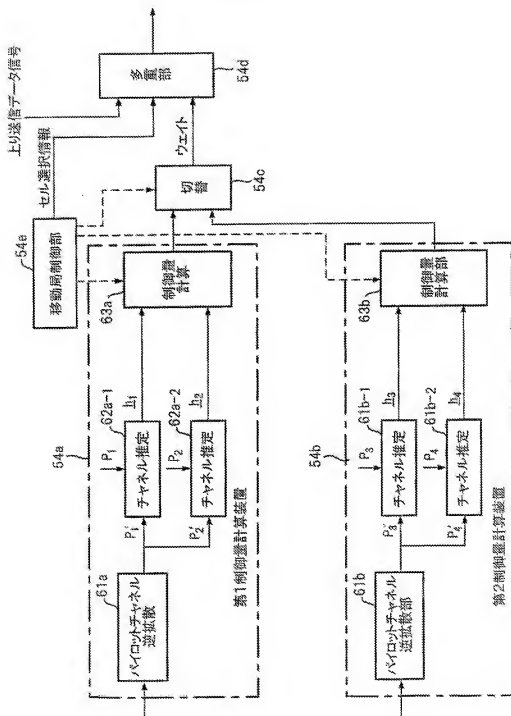 上り送信データ信号
セル選択情報
54e
移動局制御部
多重部
54d
ウェイト
切替
54c
54a
63a
制御量計算
h1
h2
62a-1
P1
チャネル推定
62a-2
P2
チャネル推定
P1'
P2'
61a
パイロットチャネル逆拡散
第1制御量計算装置
54b
63b
制御量計算部
h3
h4
61b-1
P3
チャネル推定
61b-2
P4
チャネル推定
P3'
P4'
61b
パイロットチャネル逆拡散部
第2制御量計算装置